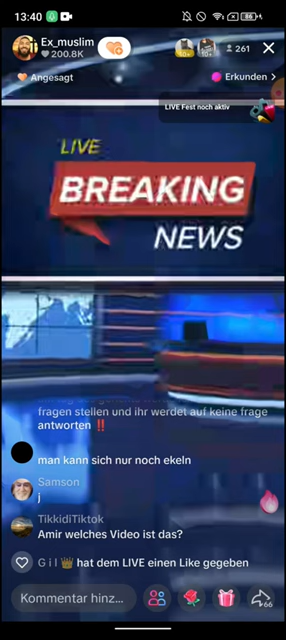 13:40
86
Ex_muslim
200.8K
261
Angesagt
Erkunden >
LIVE Fest noch aktiv
LIVE
BREAKING
NEWS
fragen stellen und ihr werdet auf keine frage
antworten ‼️
man kann sich nur noch ekeln
Samson
j
TikkidiTiktok
Amir welches Video ist das?
G i l 👑 hat dem LIVE einen Like gegeben
Kommentar hinz...
66